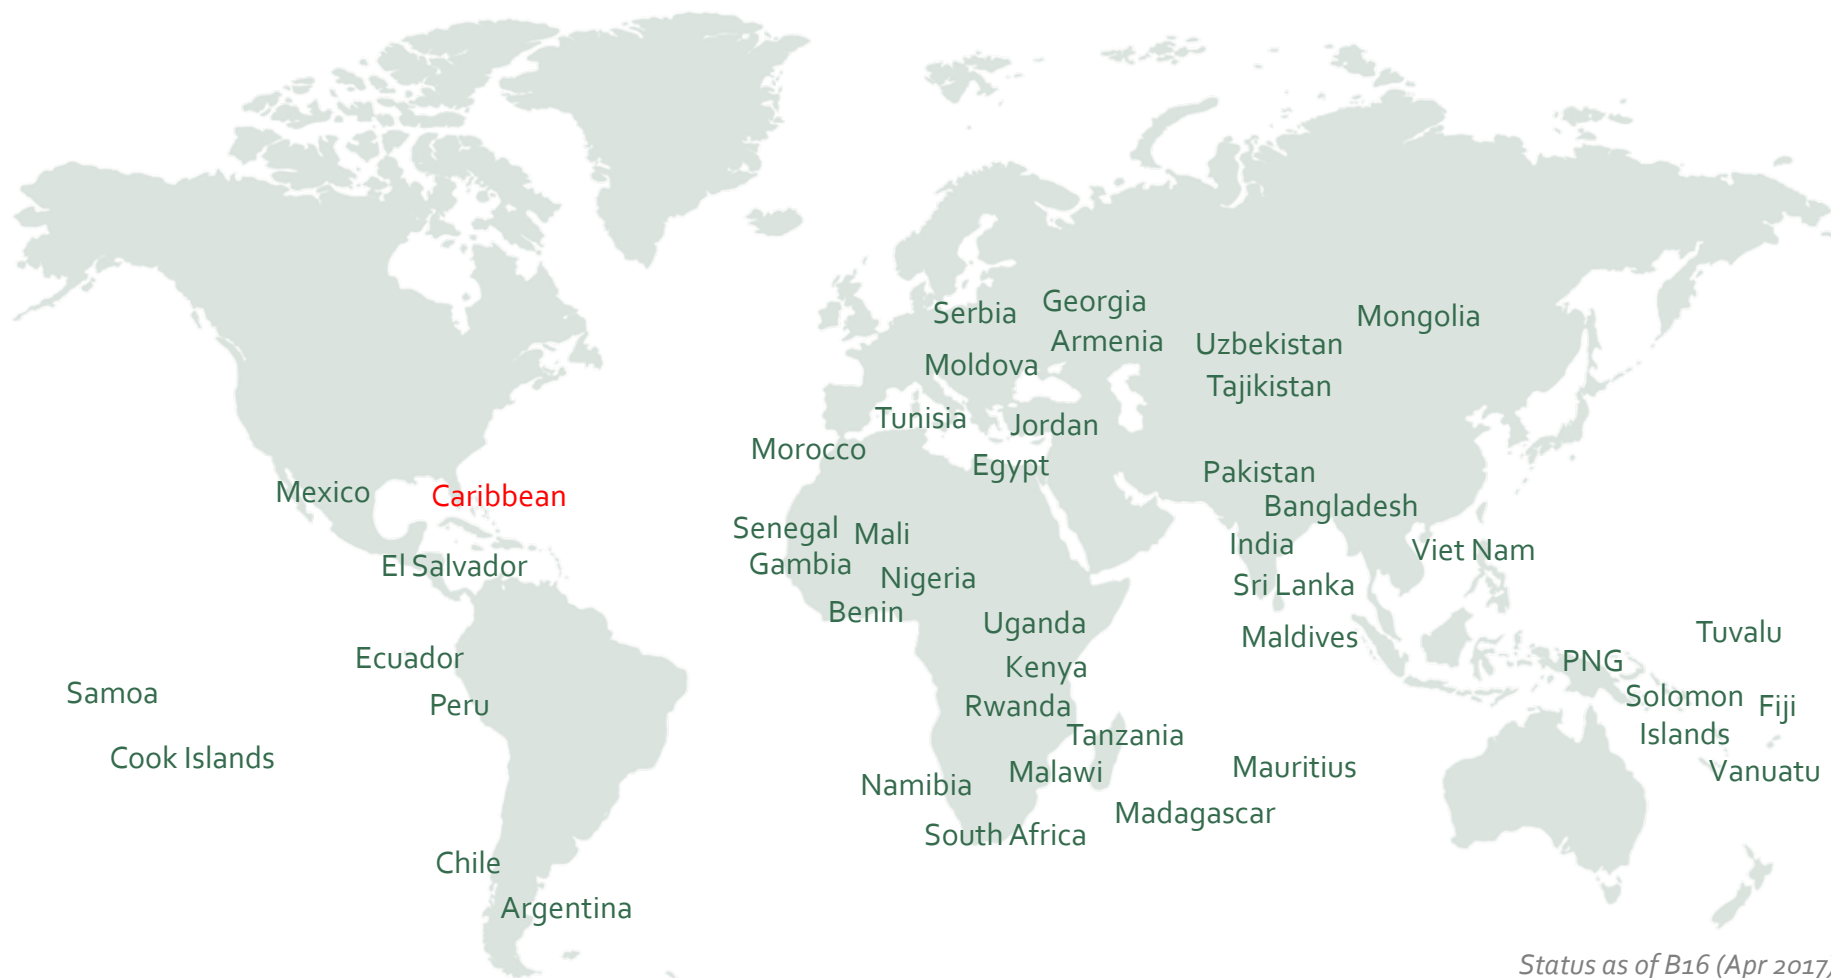 Georgia
Serbia
Mongolia
Armenia
Uzbekistan
Moldova
Tajikistan
Tunisia
Jordan
Morocco
Egypt
Pakistan
Mexico
Caribbean
Bangladesh
Senegal
Mali
India
Viet Nam
El Salvador
Gambia
Nigeria
Sri Lanka
Benin
Uganda
Maldives
Tuvalu
Ecuador
Kenya
PNG
Samoa
Peru
Rwanda
Solomon
Islands
Fiji
Tanzania
Cook Islands
Malawi
Mauritius
Vanuatu
Namibia
Madagascar
South Africa
Chile
Argentina
Status as of B16 (Apr 2017)